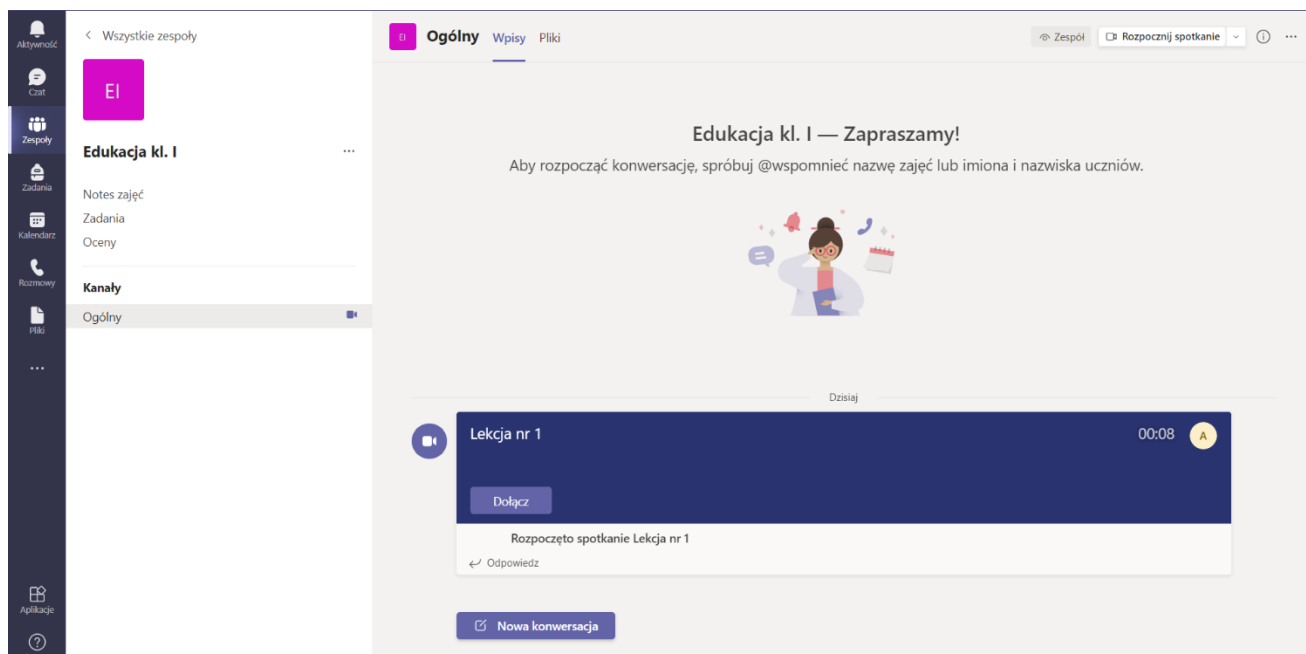 Aktywność
Czat
Zespoły
Zadania
Kalendarz
Rozmowy
Pliki
Aplikacje
Wszystkie zespoły
EI
Edukacja kl. I
Notes zajęć
Zadania
Oceny
Kanały
Ogólny
EI Ogólny Wpisy Pliki
Zespół Rozpocznij spotkanie
Edukacja kl. I — Zapraszamy!
Aby rozpocząć konwersację, spróbuj @wspomnieć nazwę zajęć lub imiona i nazwiska uczniów.
Dzisiaj
Lekcja nr 1 00:08 A
Dołącz
Rozpoczęto spotkanie Lekcja nr 1
Odpowiedz
Nowa konwersacja